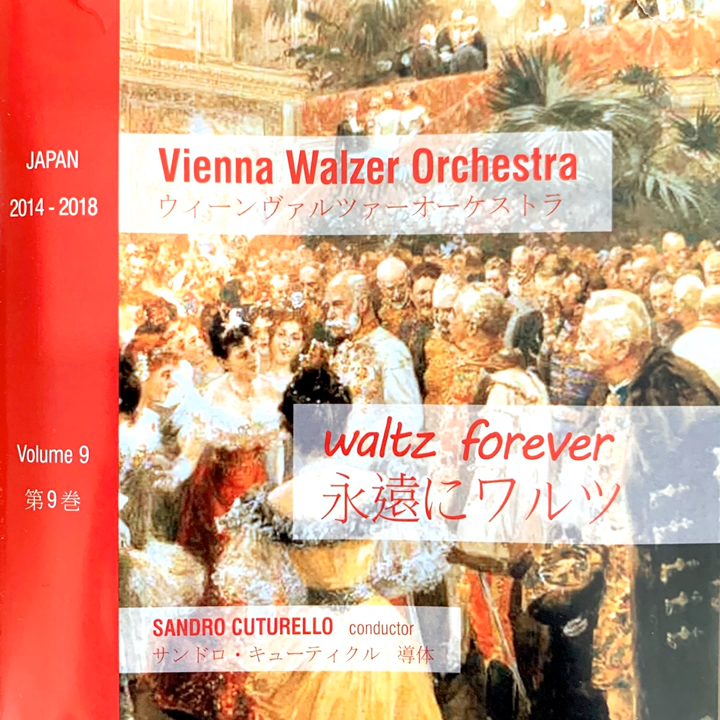 JAPAN
2014 - 2018
Vienna Walzer Orchestra
ウィーンヴァルツァーオーケストラ
waltz forever
永遠にワルツ
Volume 9
第9巻
SANDRO CUTURELLO conductor
サンドロ・キューティクル 導体